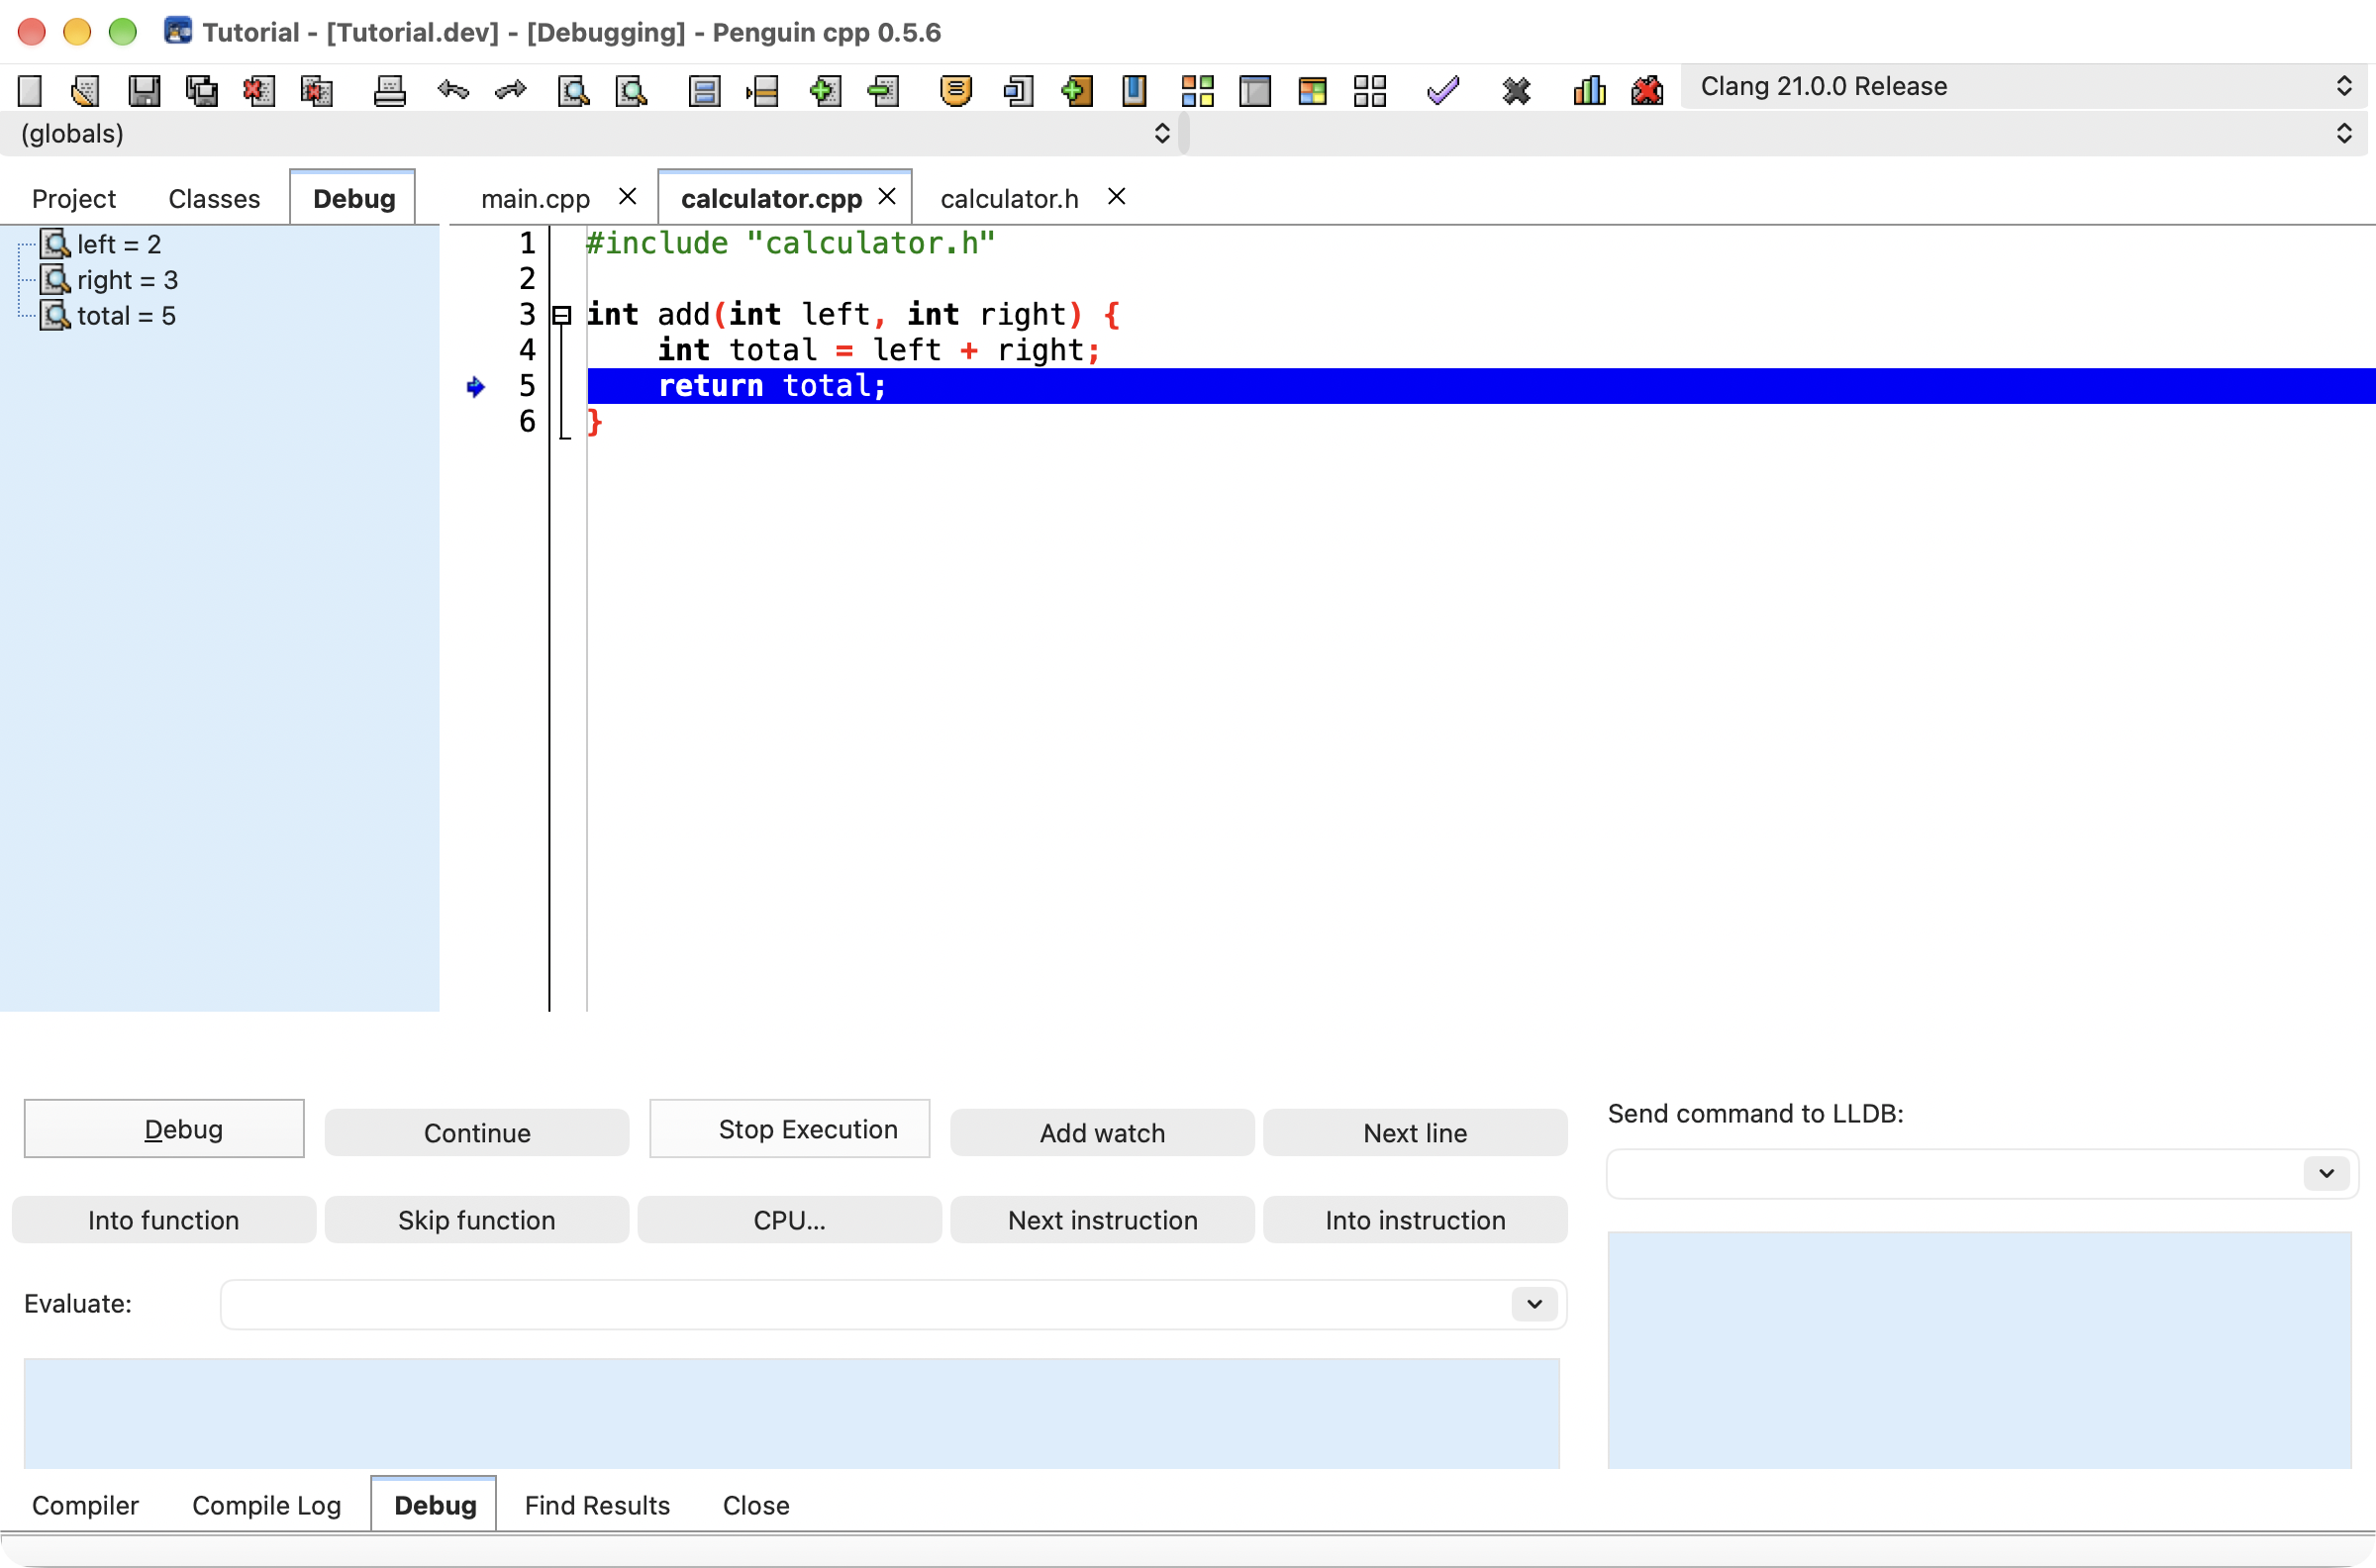 Tutorial - [Tutorial.dev] - [Debugging] - Penguin cpp 0.5.6
Clang 21.0.0 Release
(globals)
Project Classes Debug
main.cpp calculator.cpp calculator.h
left = 2
right = 3
total = 5
1 #include "calculator.h"
2
3 int add(int left, int right) {
4 int total = left + right;
5 return total;
6 }
Debug Continue Stop Execution Add watch Next line
Into function Skip function CPU... Next instruction Into instruction
Evaluate:
Send command to LLDB:
Compiler Compile Log Debug Find Results Close